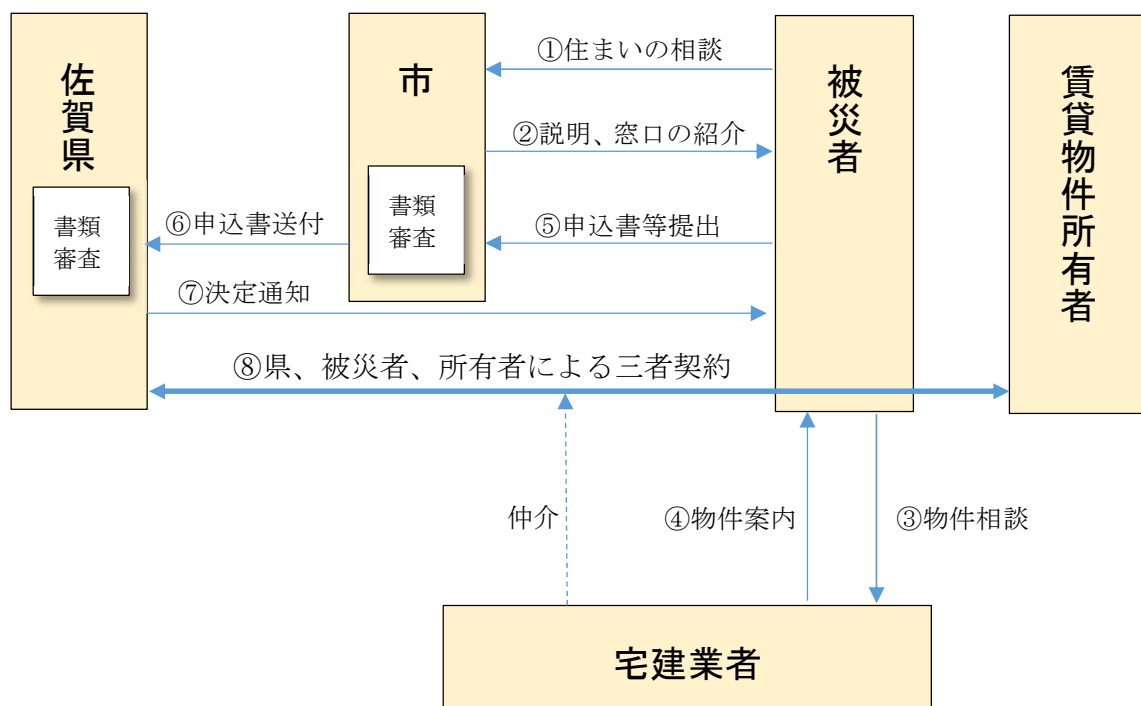 佐賀県
市
被災者
賃貸物件所有者
①住まいの相談
②説明、窓口の紹介
書類
審査
書類
審査
⑥申込書送付
⑤申込書等提出
⑦決定通知
⑧県、被災者、所有者による三者契約
仲介
④物件案内
③物件相談
宅建業者